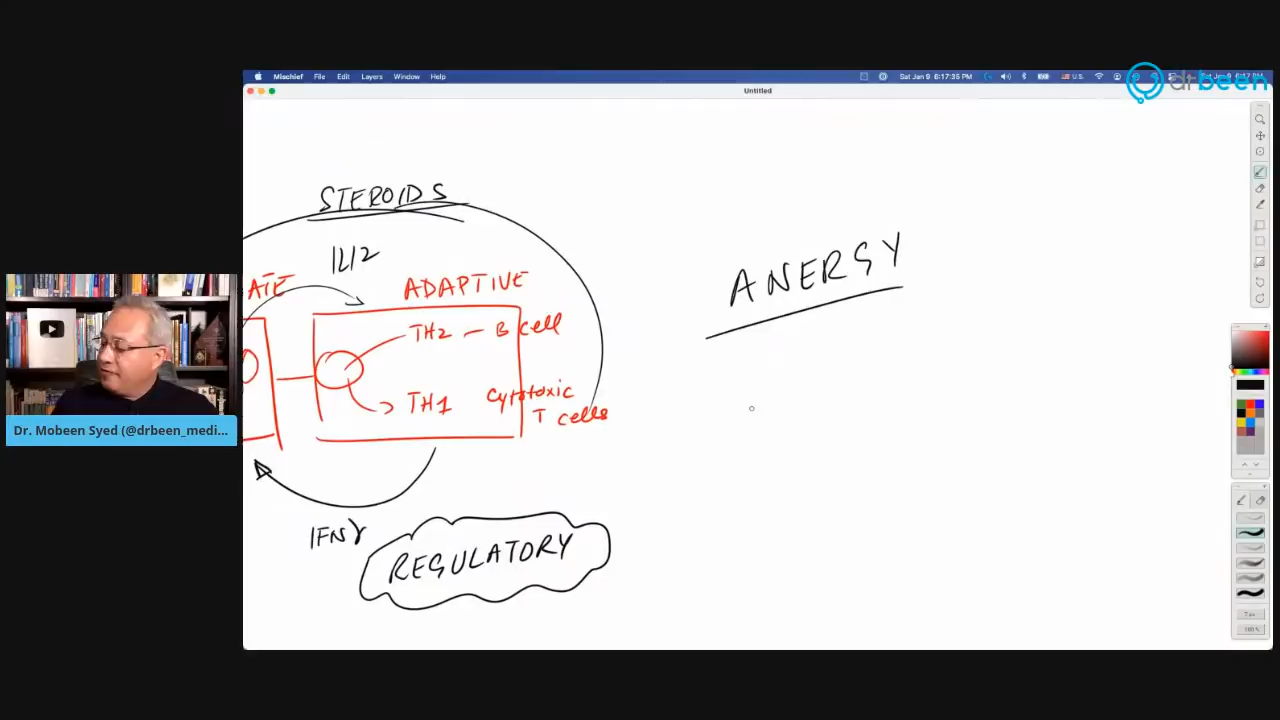 drbeen
Mischief File Edit Layers Window Help
Sat Jan 9 6:17:35 PM
U.S.
Untitled
STEROIDS
IL12
ATE
ADAPTIVE
TH2 – B cell
TH1 Cytotoxic
T cells
IFNγ
REGULATORY
ANERGY
Dr. Mobeen Syed (@drbeen_medi...
100 %